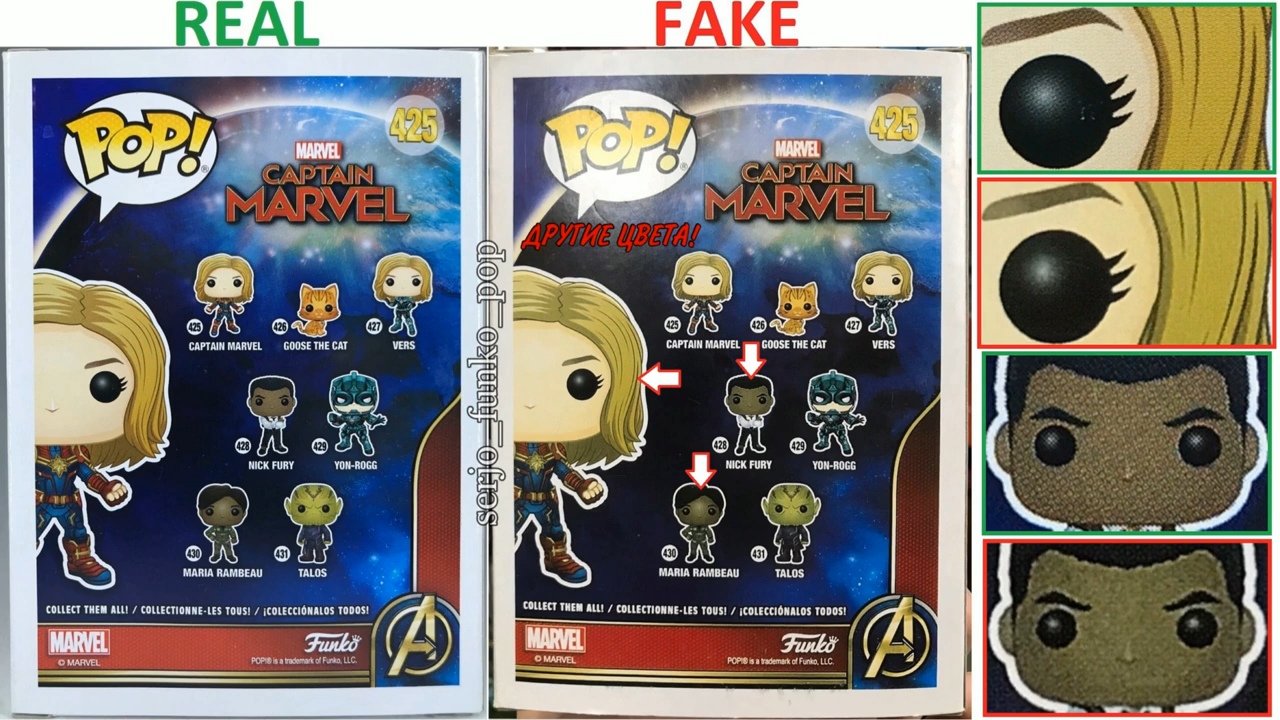 REAL
FAKE
POP!
®
425
MARVEL
CAPTAIN
MARVEL
425
CAPTAIN MARVEL
426
GOOSE THE CAT
427
VERS
428
NICK FURY
429
YON-ROGG
430
MARIA RAMBEAU
431
TALOS
COLLECT THEM ALL! / COLLECTIONNE-LES TOUS! / ¡COLECCIÓNALOS TODOS!
MARVEL
© MARVEL
Funko
POP!® is a trademark of Funko, LLC.
A
serjo_funko_pop
POP!
®
425
MARVEL
CAPTAIN
MARVEL
ДРУГИЕ ЦВЕТА!
425
CAPTAIN MARVEL
426
GOOSE THE CAT
427
VERS
428
NICK FURY
429
YON-ROGG
430
MARIA RAMBEAU
431
TALOS
COLLECT THEM ALL! / COLLECTIONNE-LES TOUS! / ¡COLECCIÓNALOS TODOS!
MARVEL
© MARVEL
Funko
POP!® is a trademark of Funko, LLC.
A